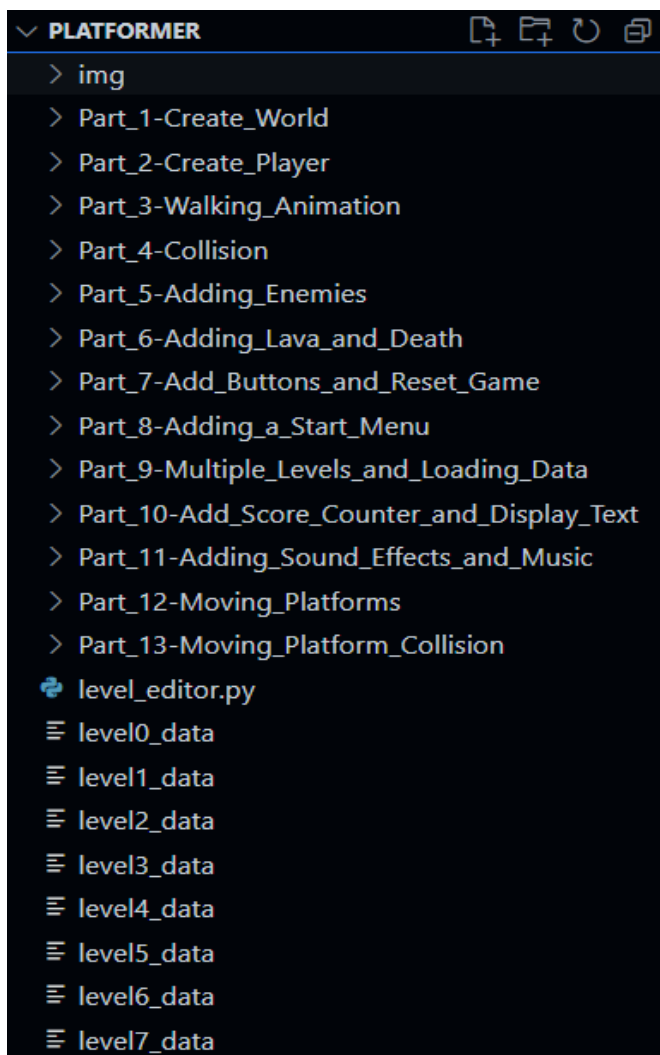 PLATFORMER
img
Part_1-Create_World
Part_2-Create_Player
Part_3-Walking_Animation
Part_4-Collision
Part_5-Adding_Enemies
Part_6-Adding_Lava_and_Death
Part_7-Add_Buttons_and_Reset_Game
Part_8-Adding_a_Start_Menu
Part_9-Multiple_Levels_and_Loading_Data
Part_10-Add_Score_Counter_and_Display_Text
Part_11-Adding_Sound_Effects_and_Music
Part_12-Moving_Platforms
Part_13-Moving_Platform_Collision
level_editor.py
level0_data
level1_data
level2_data
level3_data
level4_data
level5_data
level6_data
level7_data